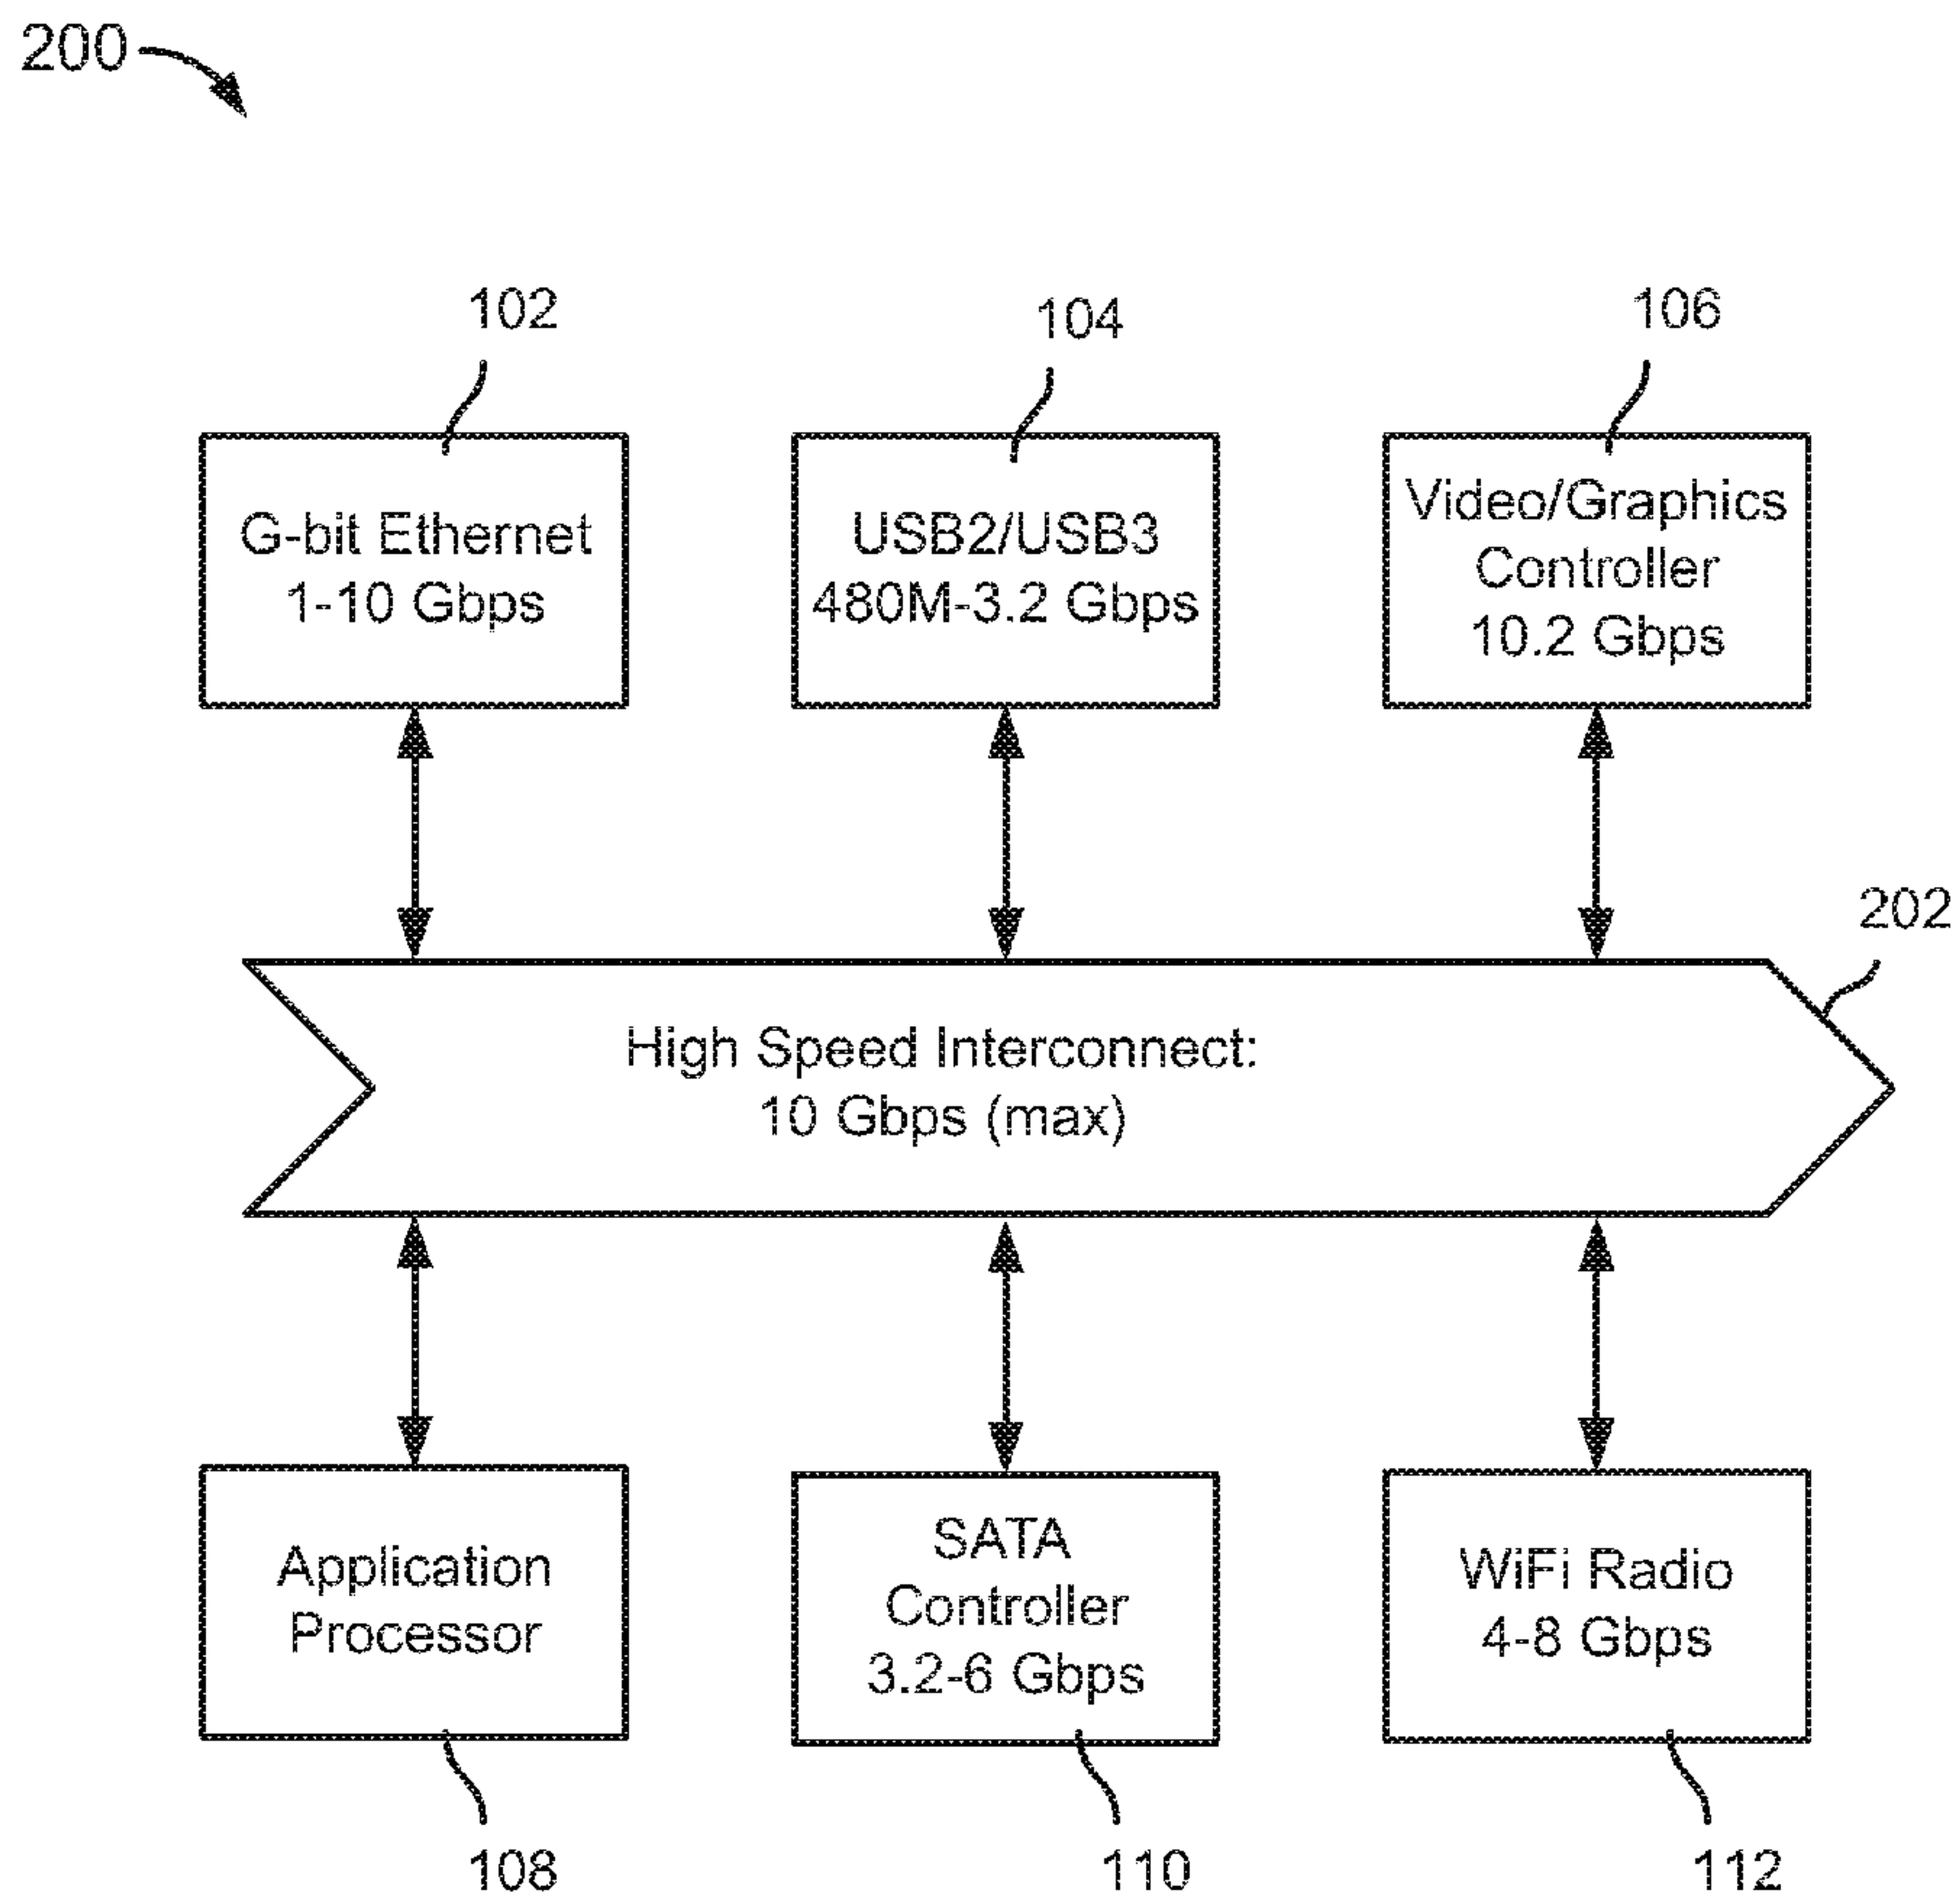 200
102
104
106
G-bit Ethernet
1-10 Gbps
USB2/USB3
480M-3.2 Gbps
Video/Graphics
Controller
10.2 Gbps
202
High Speed Interconnect:
10 Gbps (max)
Application
Processor
SATA
Controller
3.2-6 Gbps
WiFi Radio
4-8 Gbps
108
110
112